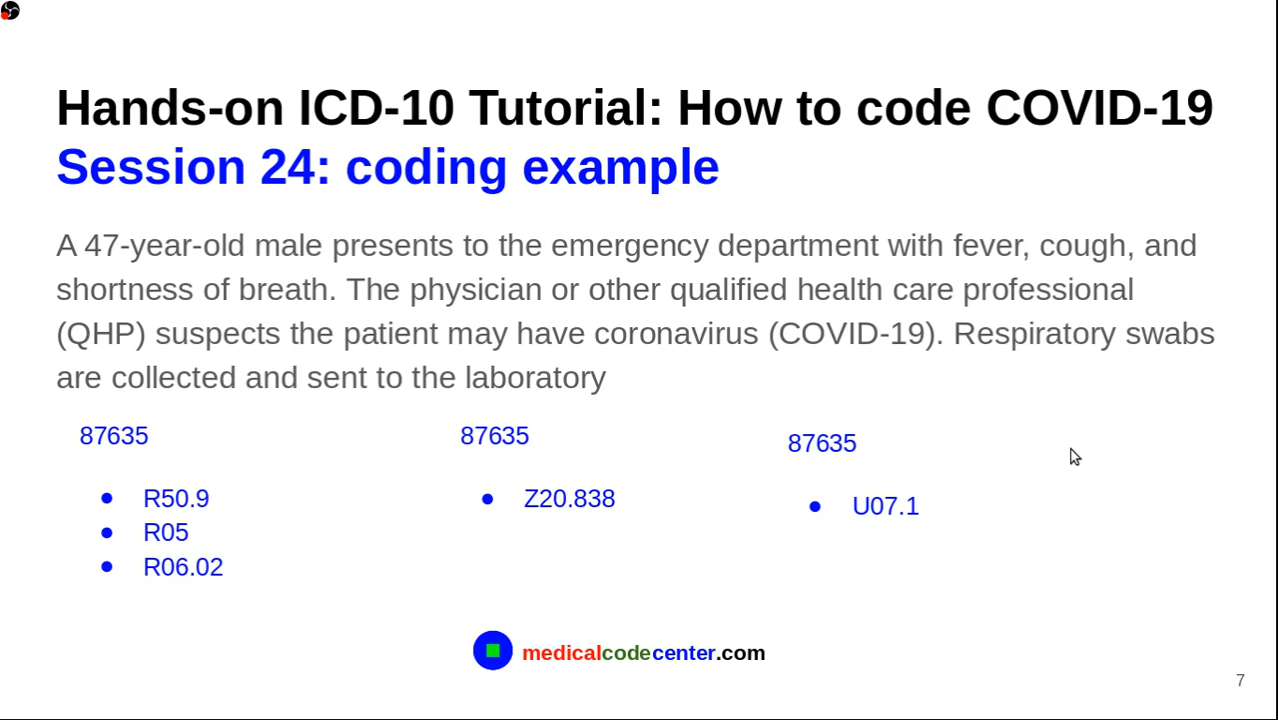 Hands-on ICD-10 Tutorial: How to code COVID-19
Session 24: coding example
A 47-year-old male presents to the emergency department with fever, cough, and
shortness of breath. The physician or other qualified health care professional
(QHP) suspects the patient may have coronavirus (COVID-19). Respiratory swabs
are collected and sent to the laboratory
87635
● R50.9
● R05
● R06.02
87635
● Z20.838
87635
● U07.1
medicalcodecenter.com
7